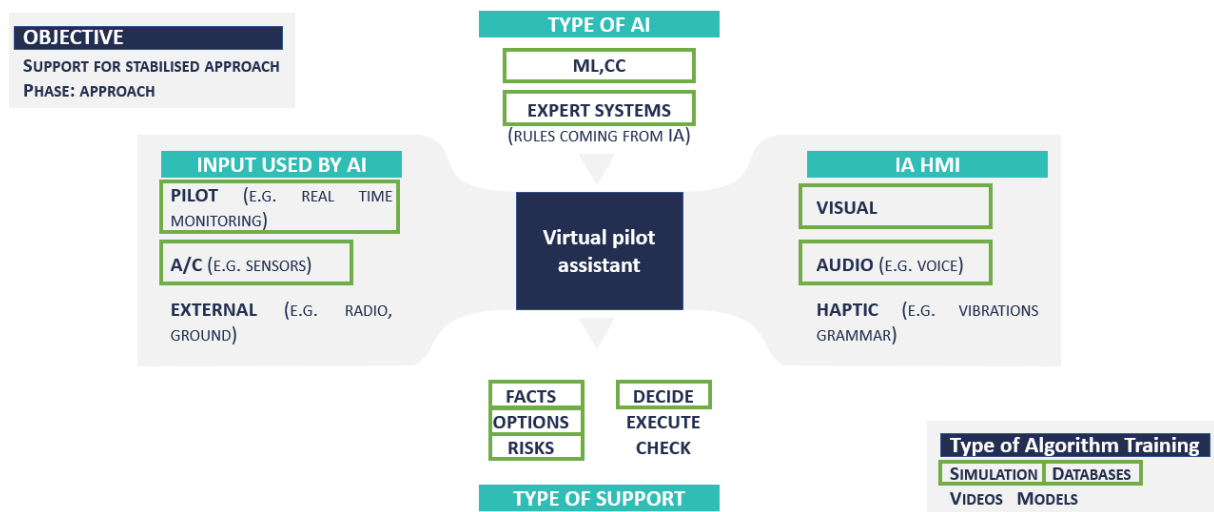 OBJECTIVE
SUPPORT FOR STABILISED APPROACH
PHASE: APPROACH
TYPE OF AI
ML,CC
EXPERT SYSTEMS
(RULES COMING FROM IA)
INPUT USED BY AI
PILOT (E.G. REAL TIME
MONITORING)
A/C (E.G. SENSORS)
EXTERNAL (E.G. RADIO,
GROUND)
Virtual pilot
assistant
IA HMI
VISUAL
AUDIO (E.G. VOICE)
HAPTIC (E.G. VIBRATIONS
GRAMMAR)
FACTS
OPTIONS
RISKS
DECIDE
EXECUTE
CHECK
TYPE OF SUPPORT
Type of Algorithm Training
SIMULATION DATABASES
VIDEOS MODELS